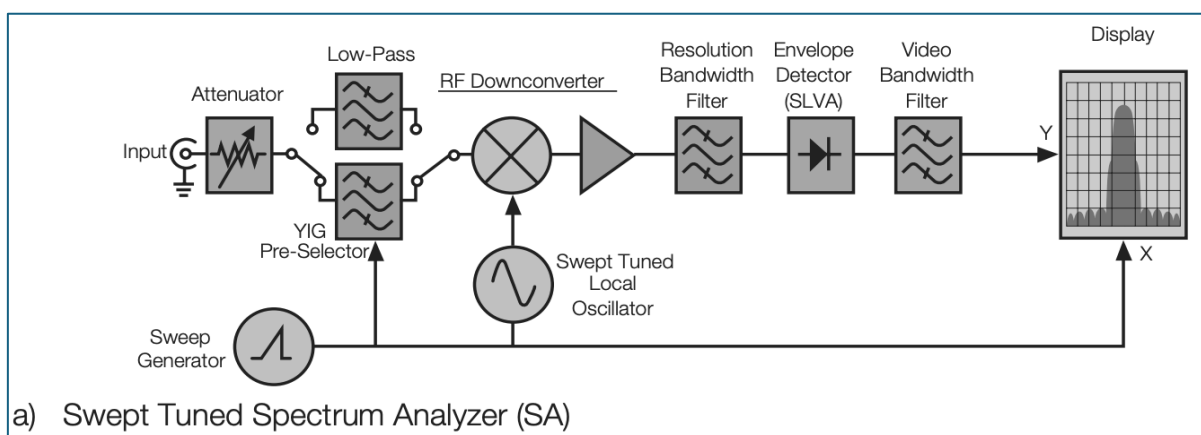 Low-Pass
RF Downconverter
Resolution
Bandwidth
Filter
Envelope
Detector
(SLVA)
Video
Bandwidth
Filter
Display
Attenuator
Input
Y
YIG
Pre-Selector
Swept Tuned
Local
Oscillator
X
Sweep
Generator
a) Swept Tuned Spectrum Analyzer (SA)